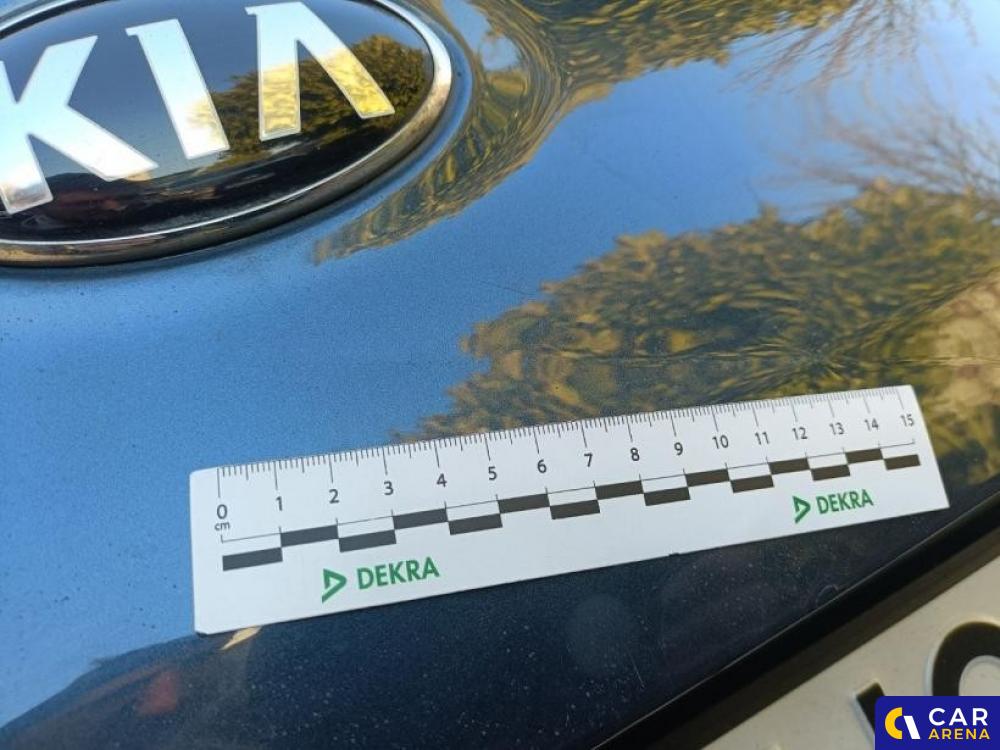 KIA
0 1 2 3 4 5 6 7 8 9 10 11 12 13 14 15
cm
DEKRA
DEKRA
CAR
ARENA